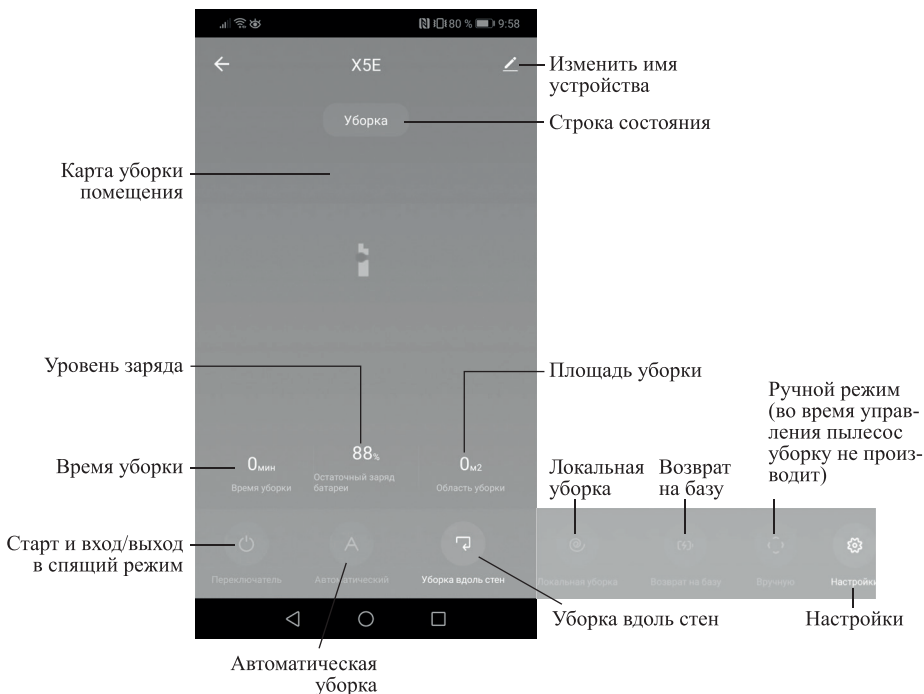 80 % 9:58
X5E
Изменить имя
устройства
Уборка
Строка состояния
Карта уборки
помещения
Уровень заряда
Площадь уборки
Ручной режим
(во время управ-
ления пылесос
уборку не произ-
водит)
88%
Остаточный заряд
батареи
Время уборки
0мин
Время уборки
0м2
Область уборки
Локальная
уборка
Возврат
на базу
Старт и вход/выход
в спящий режим
Переключатель
A
Автоматический
Уборка вдоль стен
Локальная уборка
Возврат на базу
Вручную
Настройки
Уборка вдоль стен
Настройки
Автоматическая
уборка